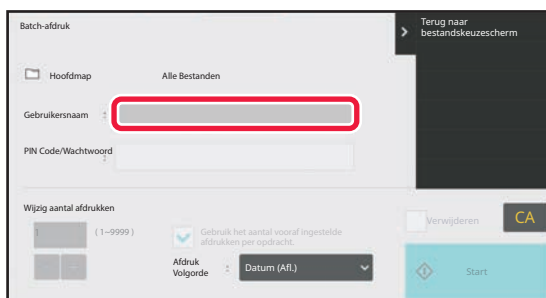 Batch-afdruk
Terug naar
bestandskeuzescherm
Hoofdmap
Alle Bestanden
Gebruikersnaam :
PIN Code/Wachtwoord
:
Wijzig aantal afdrukken
1
( 1~9999 )
Gebruik het aantal vooraf ingestelde
afdrukken per opdracht.
Verwijderen
CA
Afdruk
Volgorde : Datum (Afl.)
Start